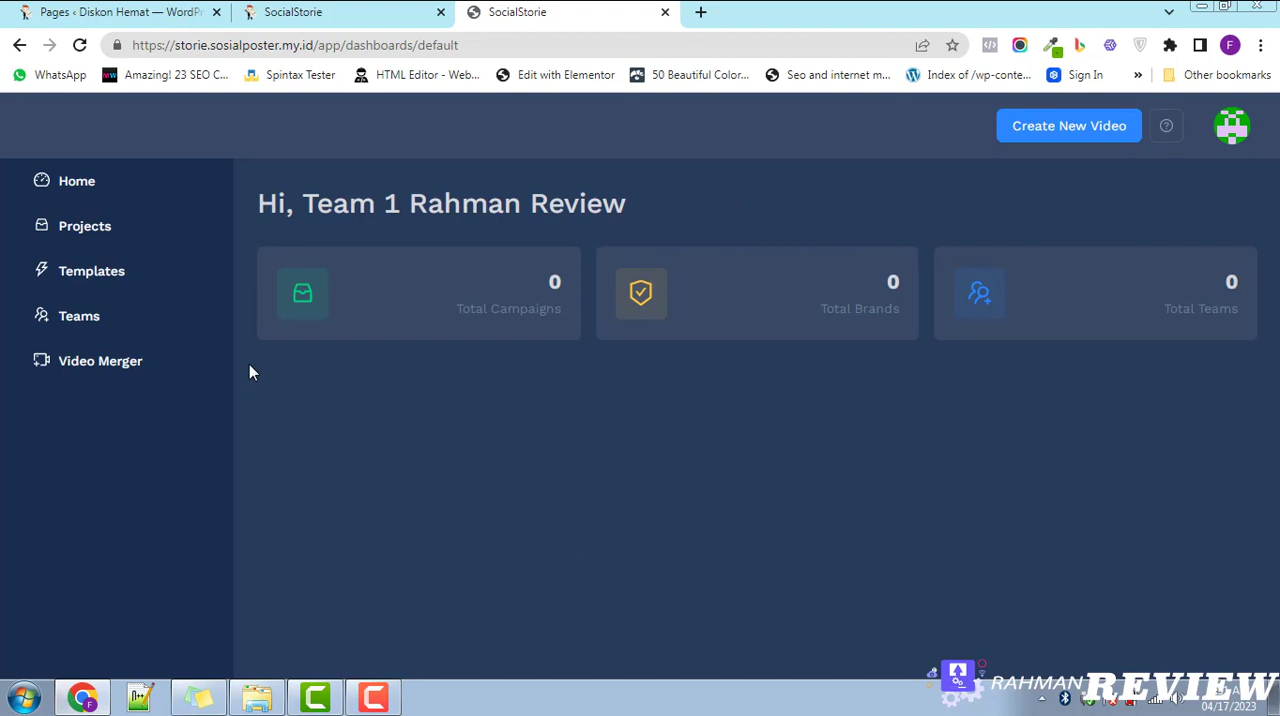 Pages ‹ Diskon Hemat — WordPr
SocialStorie
SocialStorie
https://storie.sosialposter.my.id/app/dashboards/default
F
WhatsApp
Amazing! 23 SEO C...
Spintax Tester
HTML Editor - Web...
Edit with Elementor
50 Beautiful Color...
Seo and internet m...
Index of /wp-conte...
Sign In
»
Other bookmarks
Create New Video
Home
Projects
Templates
Teams
Video Merger
Hi, Team 1 Rahman Review
0
Total Campaigns
0
Total Brands
0
Total Teams
RAHMAN REVIEW
04/17/2023